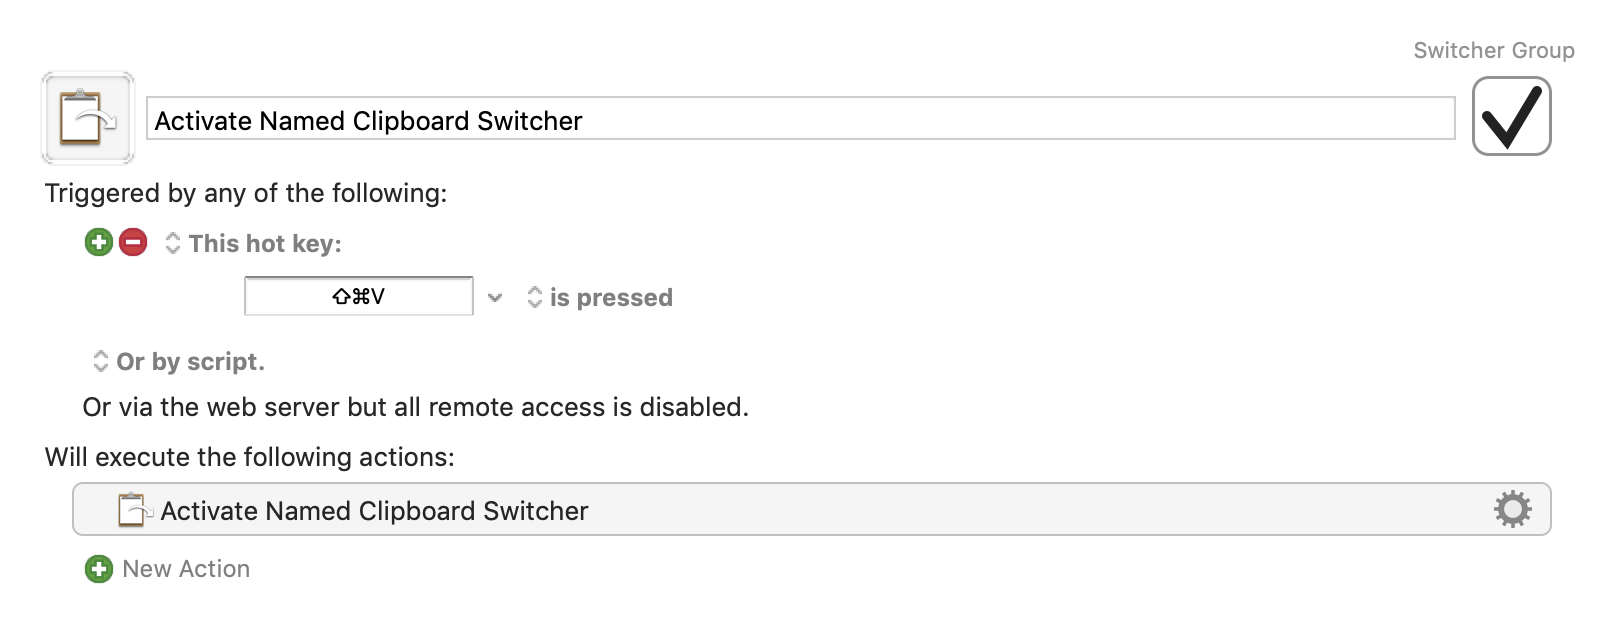 Switcher Group
Activate Named Clipboard Switcher
Triggered by any of the following:
This hot key:
⇧⌘V is pressed
Or by script.
Or via the web server but all remote access is disabled.
Will execute the following actions:
Activate Named Clipboard Switcher
New Action